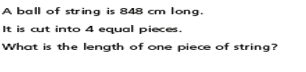 A ball of string is 848 cm long.
It is cut into 4 equal pieces.
What is the length of one piece of string?